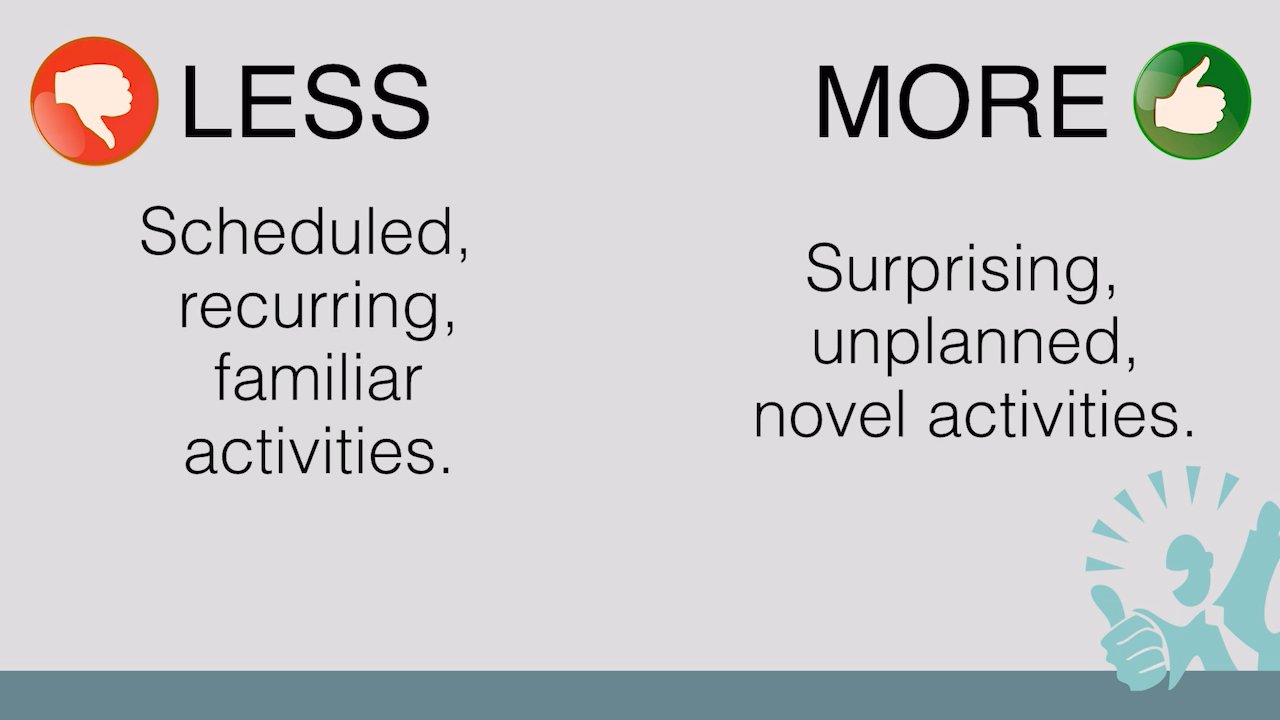 LESS
Scheduled,
recurring,
familiar
activities.
MORE
Surprising,
unplanned,
novel activities.